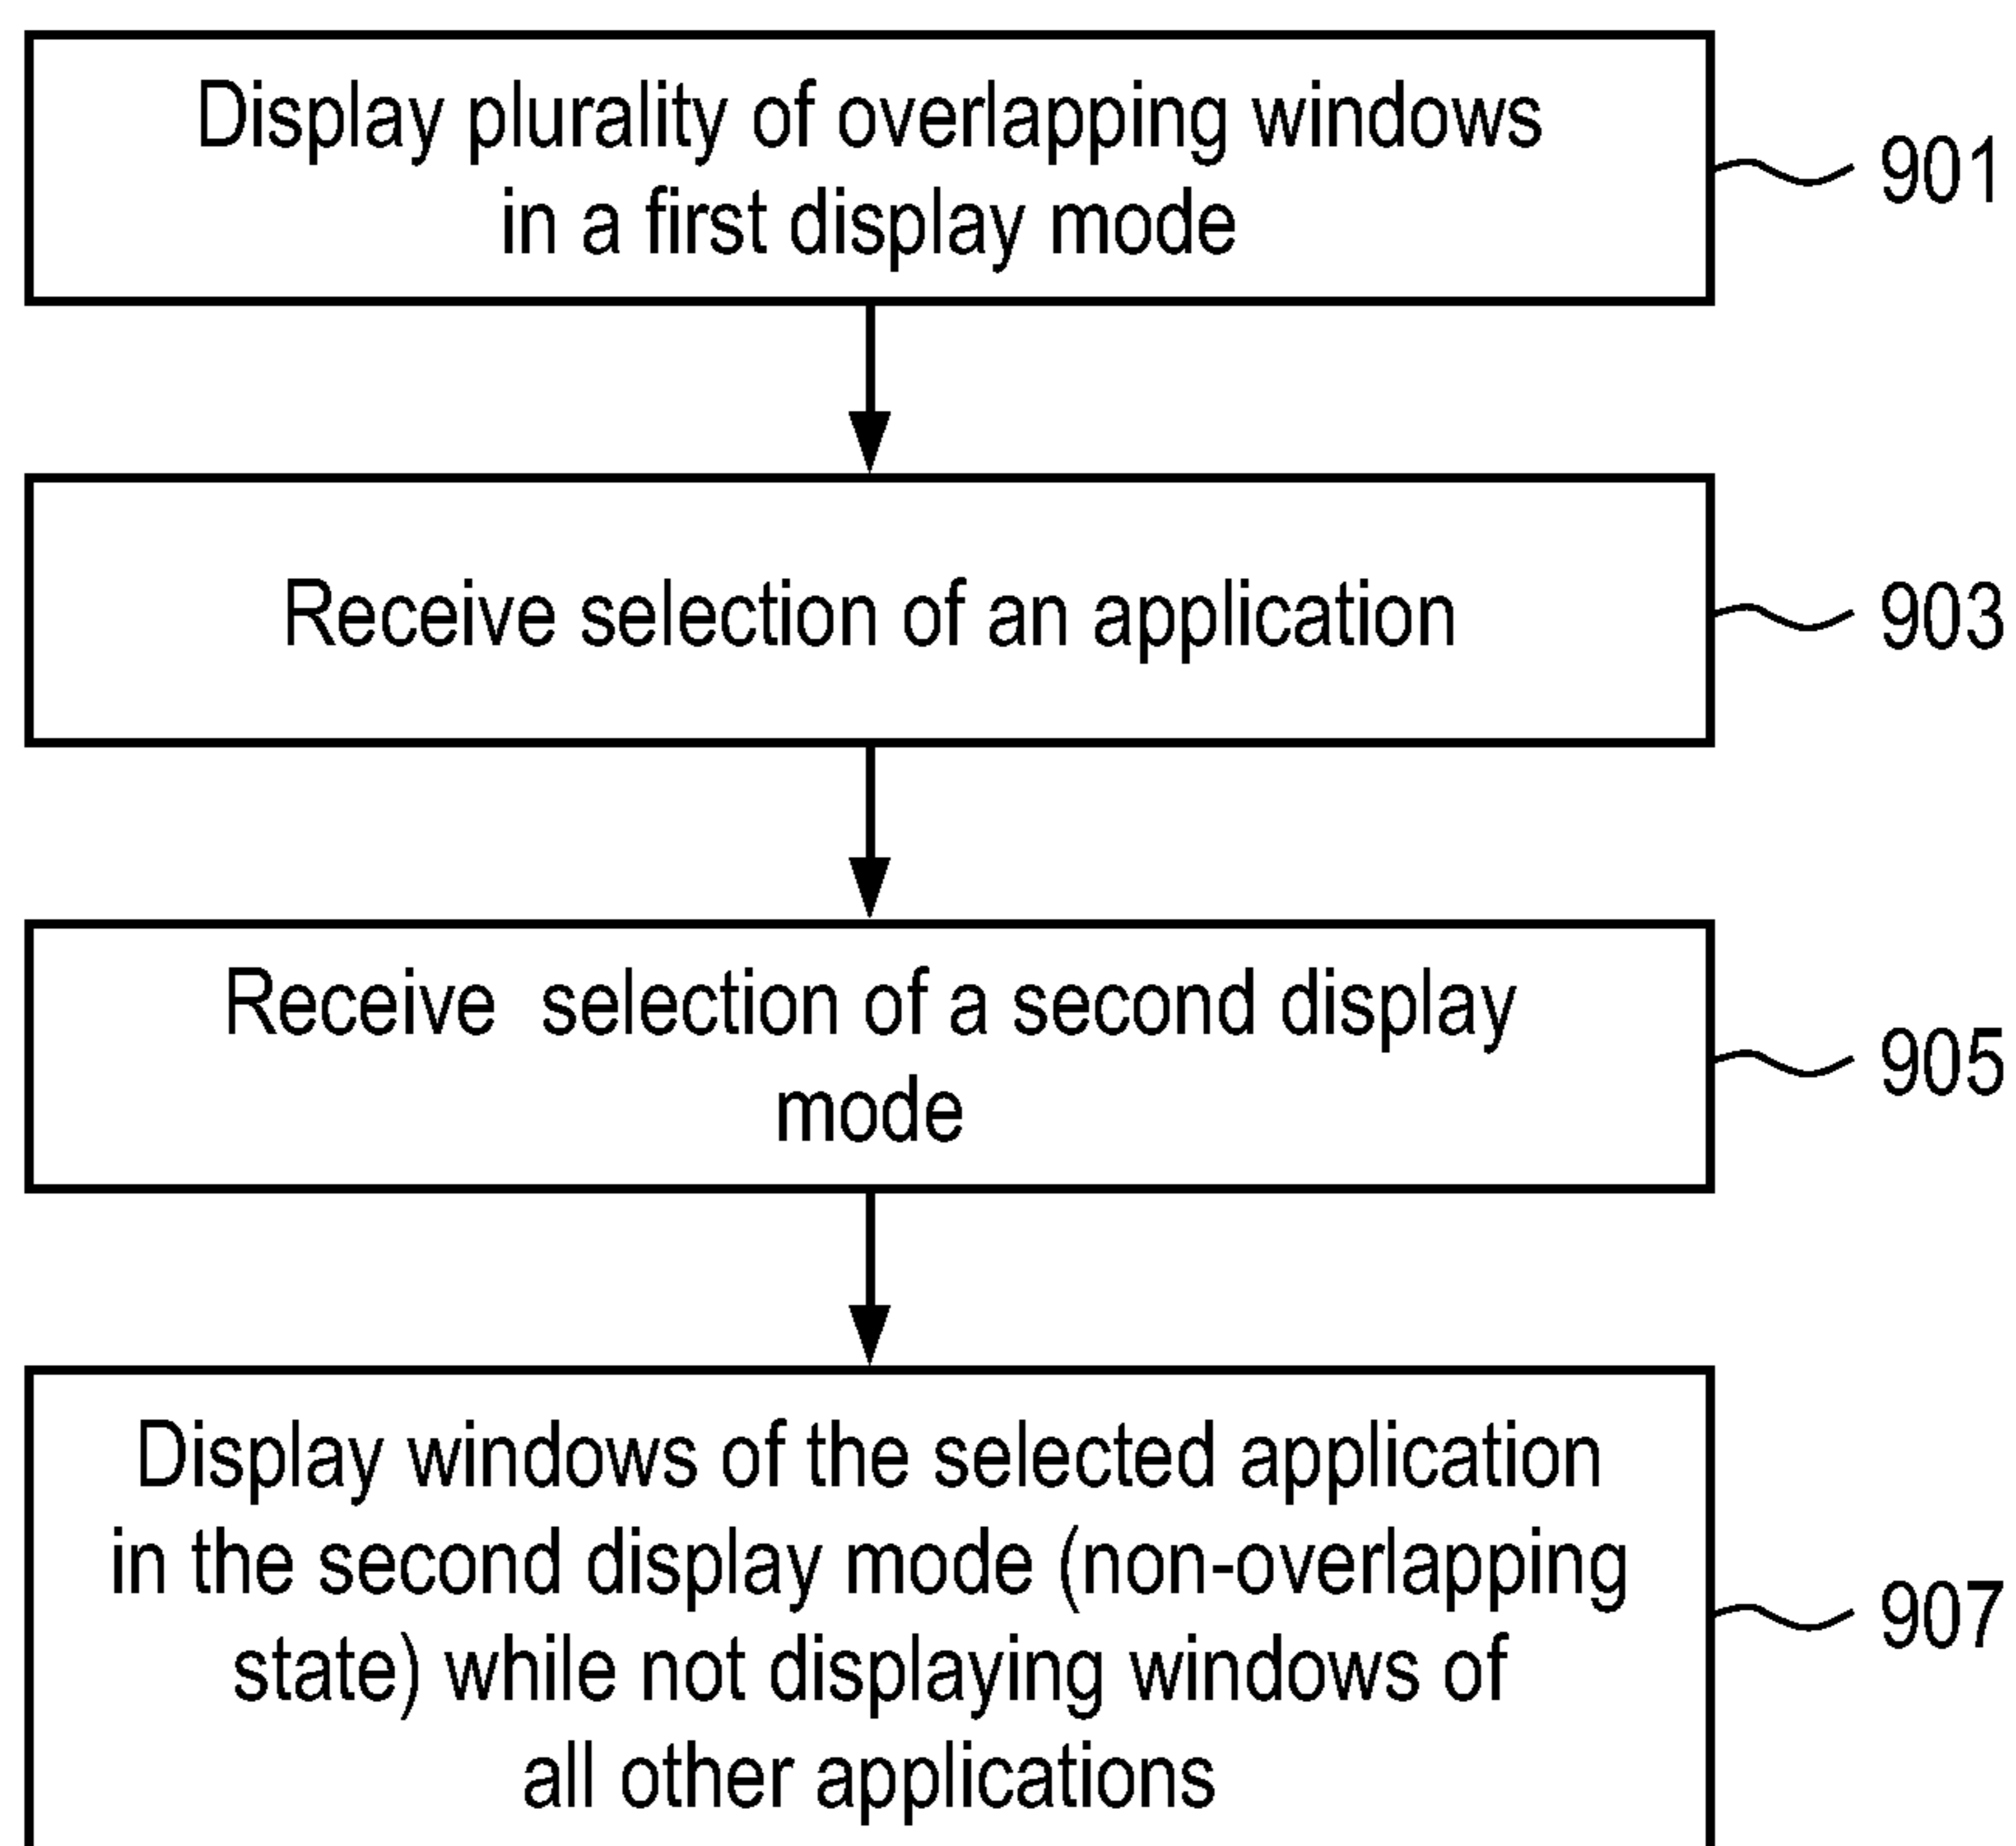 Display plurality of overlapping windows
in a first display mode
901
Receive selection of an application
903
Receive selection of a second display
mode
905
Display windows of the selected application
in the second display mode (non-overlapping
state) while not displaying windows of
all other applications
907